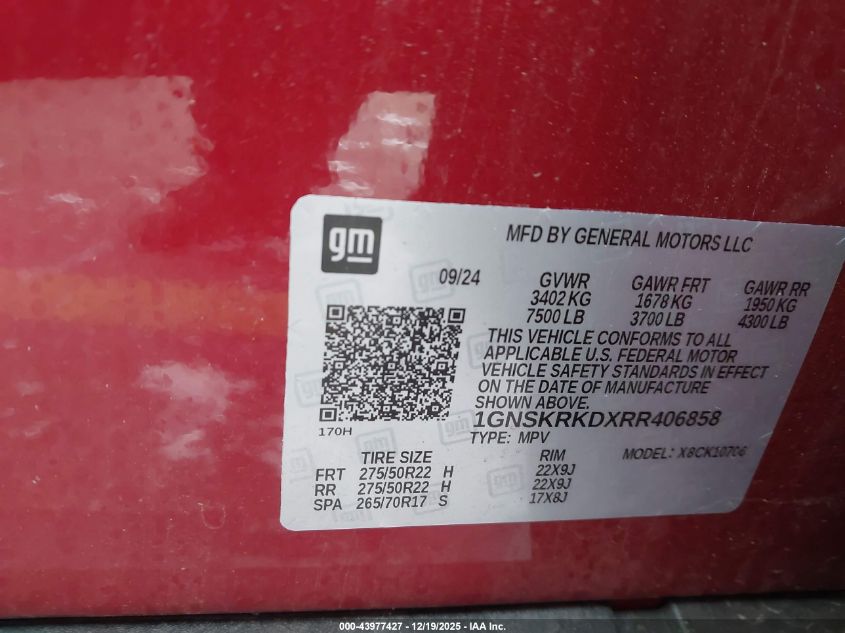 gm
MFD BY GENERAL MOTORS LLC
09/24 GVWR GAWR FRT GAWR RR
3402 KG 1678 KG 1950 KG
7500 LB 3700 LB 4300 LB
THIS VEHICLE CONFORMS TO ALL
APPLICABLE U.S. FEDERAL MOTOR
VEHICLE SAFETY STANDARDS IN EFFECT
ON THE DATE OF MANUFACTURE
SHOWN ABOVE.
1GNSKRKDXRR406858
170H
TYPE: MPV MODEL: X8CK10706
TIRE SIZE RIM
FRT 275/50R22 H 22X9J
RR 275/50R22 H 22X9J
SPA 265/70R17 S 17X8J
000-43977427 - 12/19/2025 - IAA Inc.